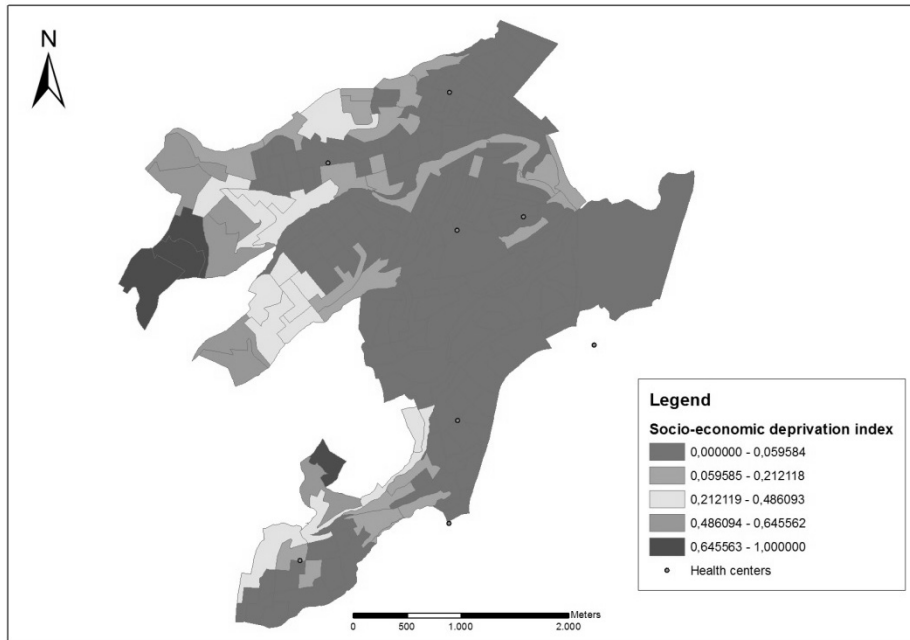 N
Legend
Socio-economic deprivation index
0,000000 - 0,059584
0,059585 - 0,212118
0,212119 - 0,486093
0,486094 - 0,645562
0,645563 - 1,000000
Health centers
Meters
0 500 1.000 2.000